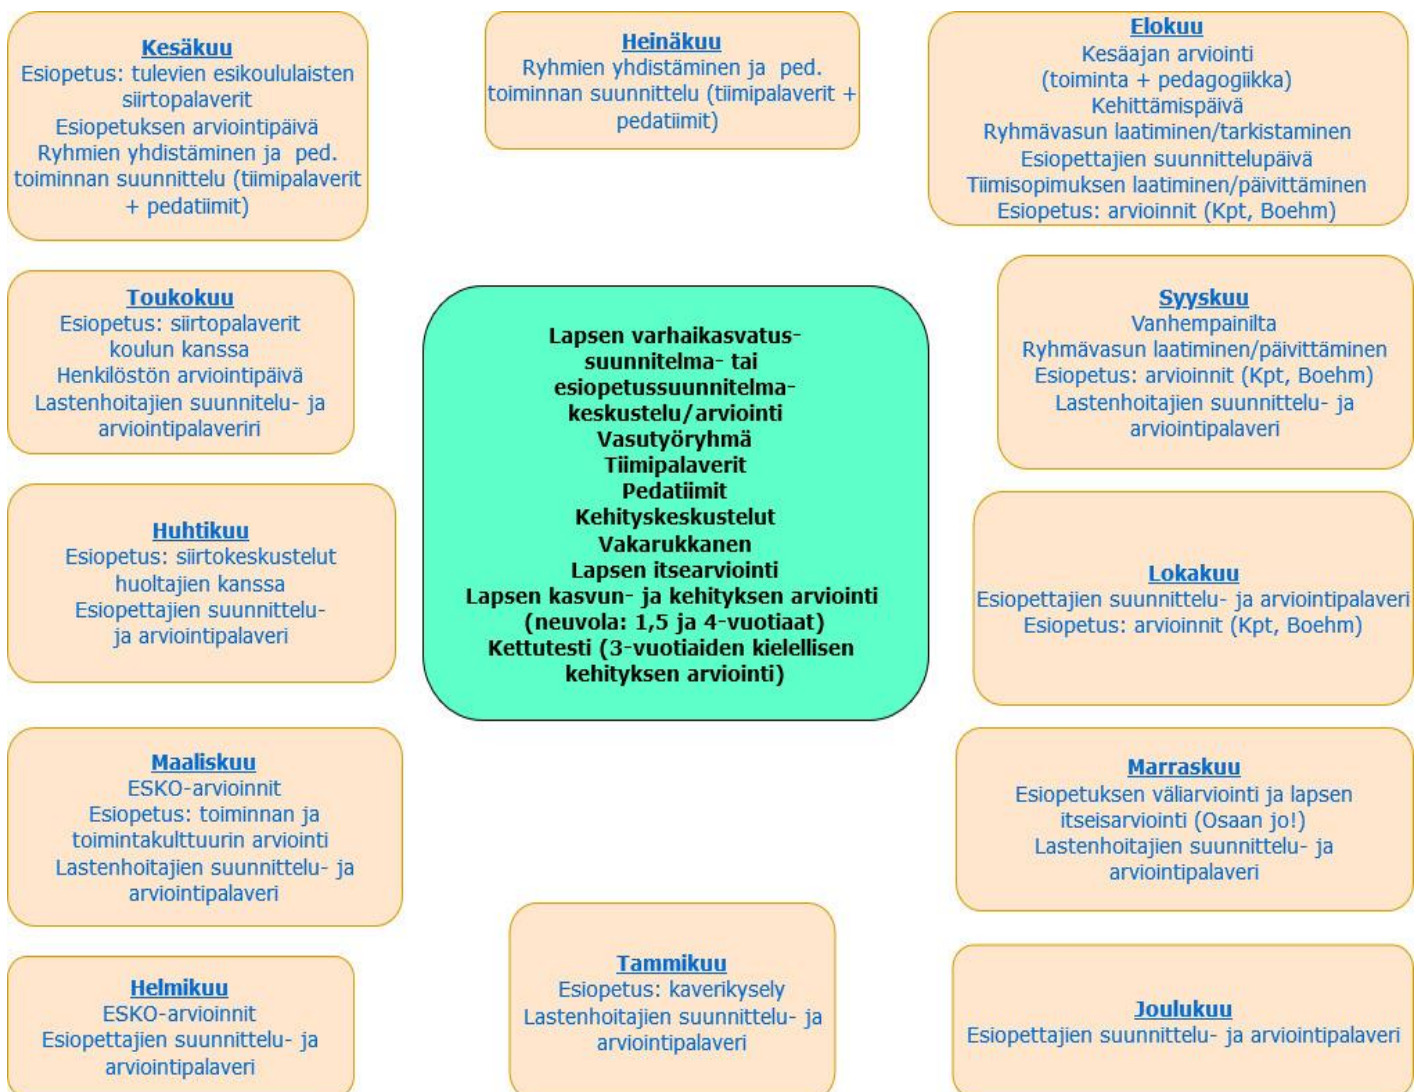 Kesäkuu
Esiopetus: tulevien esikoululaisten
siirtopalaverit
Esiopetuksen arviointipäivä
Ryhmien yhdistäminen ja ped.
toiminnan suunnittelu (tiimipalaverit
+ pedatiimit)
Heinäkuu
Ryhmien yhdistäminen ja ped.
toiminnan suunnittelu (tiimipalaverit +
pedatiimit)
Elokuu
Kesäajan arviointi
(toiminta + pedagogiikka)
Kehittämispäivä
Ryhmävasun laatiminen/tarkistaminen
Esiopettajien suunnittelupäivä
Tiimisopimuksen laatiminen/päivittäminen
Esiopetus: arvioinnit (Kpt, Boehm)
Toukokuu
Esiopetus: siirtopalaverit
koulun kanssa
Henkilöstön arviointipäivä
Lastenhoitajien suunnitelu- ja
arviointipalaveriri
Lapsen varhaikasvatus-
suunnitelma- tai
esiopetussuunnitelma-
keskustelu/arviointi
Vasutyöryhmä
Tiimipalaverit
Pedatiimit
Kehityskeskustelut
Vakarukkanen
Lapsen itsearviointi
Lapsen kasvun- ja kehityksen arviointi
(neuvola: 1,5 ja 4-vuotiaat)
Kettutesti (3-vuotiaiden kielellisen
kehityksen arviointi)
Syyskuu
Vanhempainilta
Ryhmävasun laatiminen/päivittäminen
Esiopetus: arvioinnit (Kpt, Boehm)
Lastenhoitajien suunnittelu- ja
arviointipalaveri
Huhtikuu
Esiopetus: siirtokeskustelut
huoltajien kanssa
Esiopettajien suunnittelu-
ja arviointipalaveri
Lokakuu
Esiopettajien suunnittelu- ja arviointipalaveri
Esiopetus: arvioinnit (Kpt, Boehm)
Maaliskuu
ESKO-arvioinnit
Esiopetus: toiminnan ja
toimintakulttuurin arviointi
Lastenhoitajien suunnittelu- ja
arviointipalaveri
Marraskuu
Esiopetuksen väliarviointi ja lapsen
itseisarviointi (Osaan jo!)
Lastenhoitajien suunnittelu- ja
arviointipalaveri
Helmikuu
ESKO-arvioinnit
Esiopettajien suunnittelu- ja
arviointipalaveri
Tammikuu
Esiopetus: kaverikysely
Lastenhoitajien suunnittelu- ja
arviointipalaveri
Joulukuu
Esiopettajien suunnittelu- ja arviointipalaveri